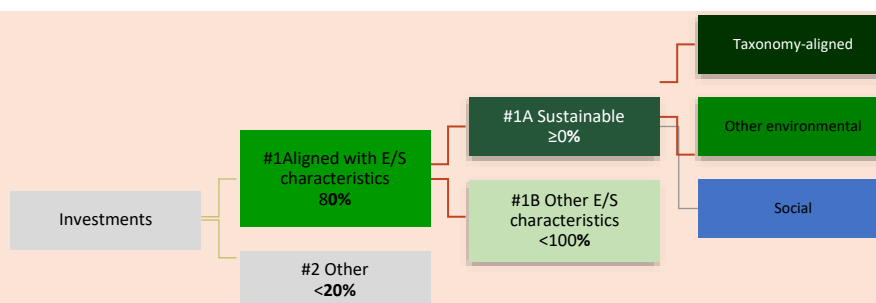 Taxonomy-aligned
#1A Sustainable
≥0%
Other environmental
#1Aligned with E/S
characteristics
80%
Investments
#1B Other E/S
characteristics
<100%
Social
#2 Other
<20%